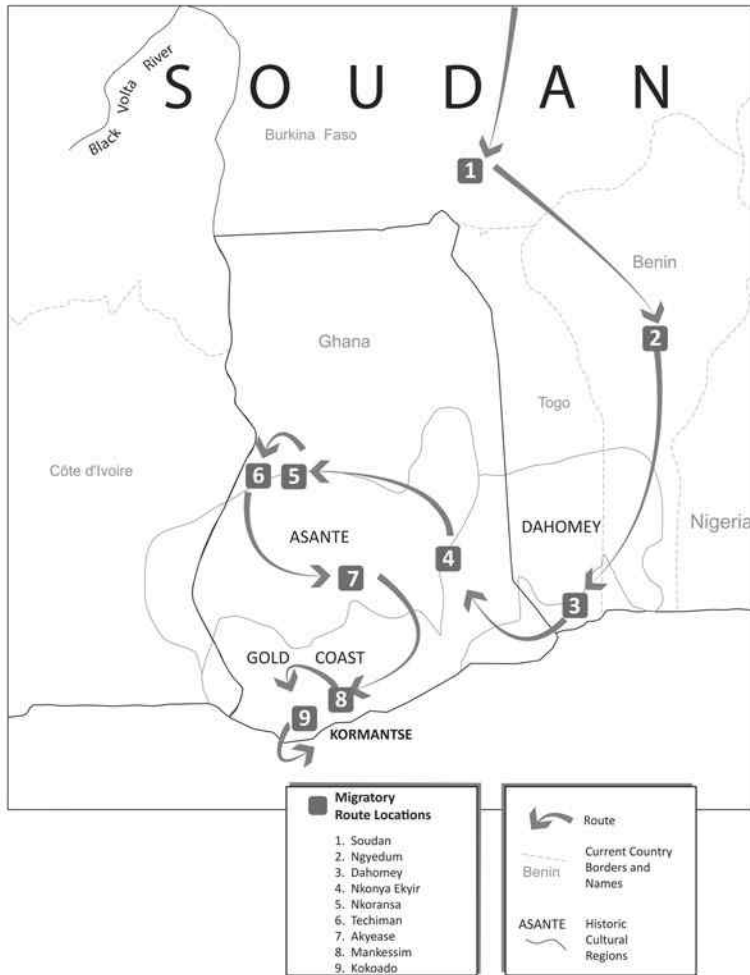 SOUDAN
Black Volta River
Burkina Faso
1
Benin
2
Ghana
Togo
Côte d'Ivoire
6
5
Nigeria
DAHOMEY
ASANTE
4
7
3
GOLD COAST
8
9
KORMANTSE
Migratory
Route Locations
1. Soudan
2. Ngyedum
3. Dahomey
4. Nkonya Ekyir
5. Nkoransa
6. Techiman
7. Akyease
8. Mankessim
9. Kokoado
Route
Benin
Current Country
Borders and
Names
ASANTE
Historic
Cultural
Regions